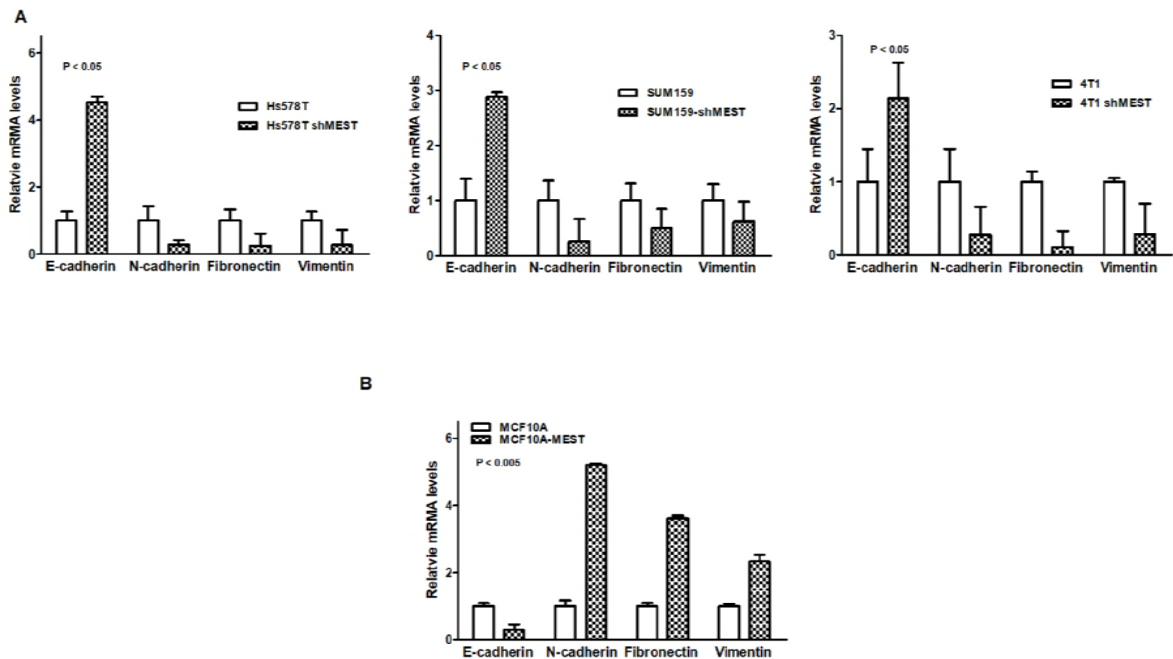 A
Relatvie mRMA levels
6
4
2
0
P < 0.05
Hs578T
Hs578T shMEST
E-cadherin N-cadherin Fibronectin Vimentin
Relatvie mRMA levels
4
3
2
1
0
P < 0.05
SUM159
SUM159-shMEST
E-cadherin N-cadherin Fibronectin Vimentin
Relatvie mRMA levels
3
2
1
0
P < 0.05
4T1
4T1 shMEST
E-cadherin N-cadherin Fibronectin Vimentin
B
Relatvie mRMA levels
6
4
2
0
MCF10A
MCF10A-MEST
P < 0.005
E-cadherin N-cadherin Fibronectin Vimentin